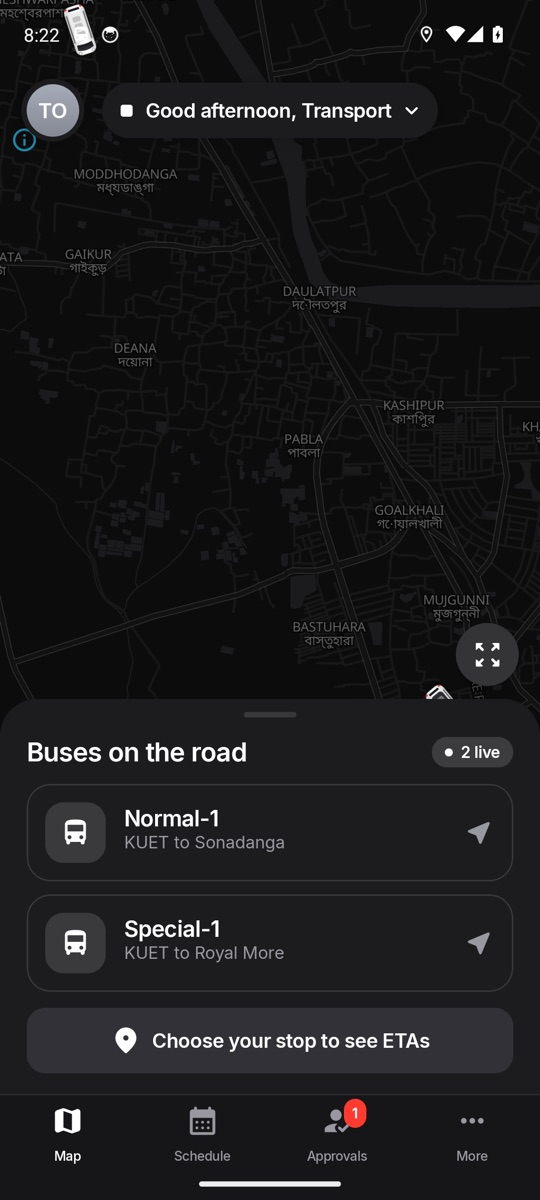 8:22
TO
Good afternoon, Transport
MODDHODANGA
মধ্যডাঙ্গা
GAIKUR
গাইকুড়
DAULATPUR
দৌলতপুর
DEANA
দয়োনা
KASHIPUR
কাশিপুর
PABLA
পাবলা
GOALKHALI
গোয়ালখালী
MUJGUNNI
মুজগুন্নী
BASTUHARA
বাস্তুহারা
Buses on the road
2 live
Normal-1
KUET to Sonadanga
Special-1
KUET to Royal More
Choose your stop to see ETAs
1
Map
Schedule
Approvals
More